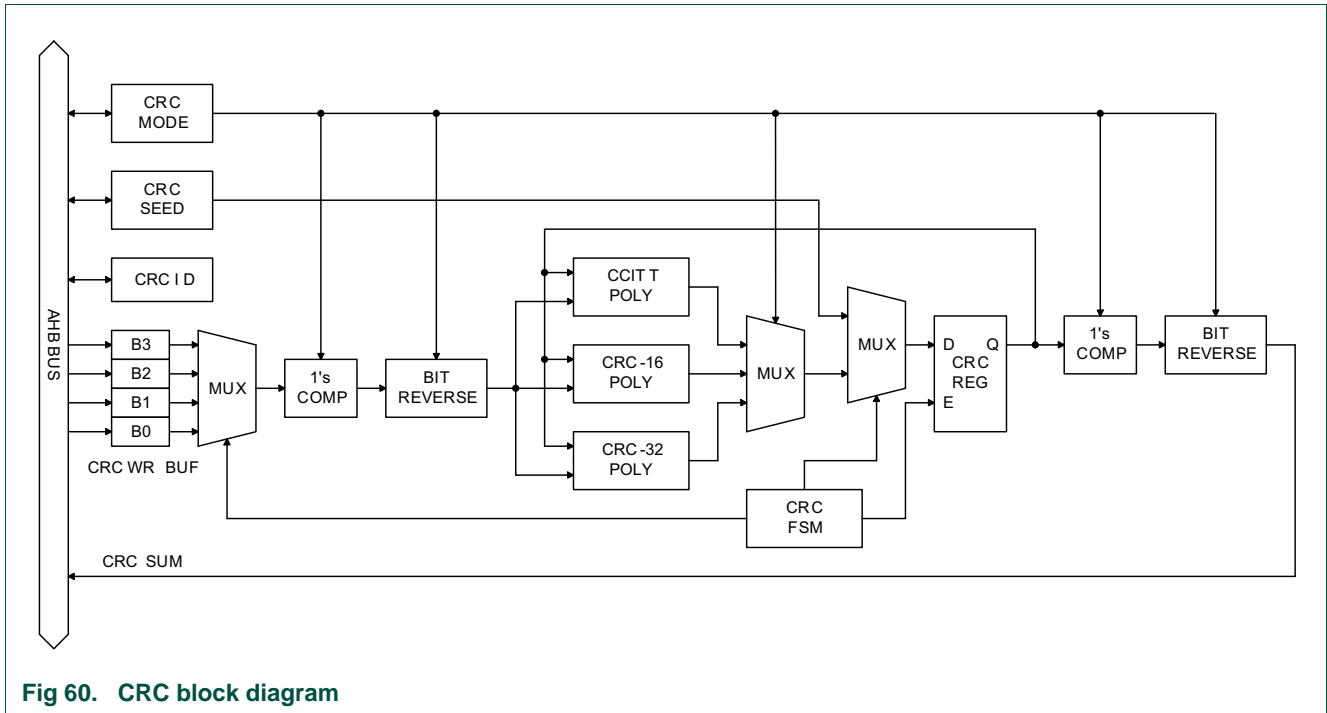 CRC
MODE
CRC
SEED
CRC I D
AHB BUS
B3
B2
B1
B0
CRC WR BUF
MUX
1's
COMP
BIT
REVERSE
CCIT T
POLY
CRC-16
POLY
CRC-32
POLY
MUX
MUX
D Q
CRC
REG
E
1's
COMP
BIT
REVERSE
CRC
FSM
CRC SUM
Fig 60. CRC block diagram